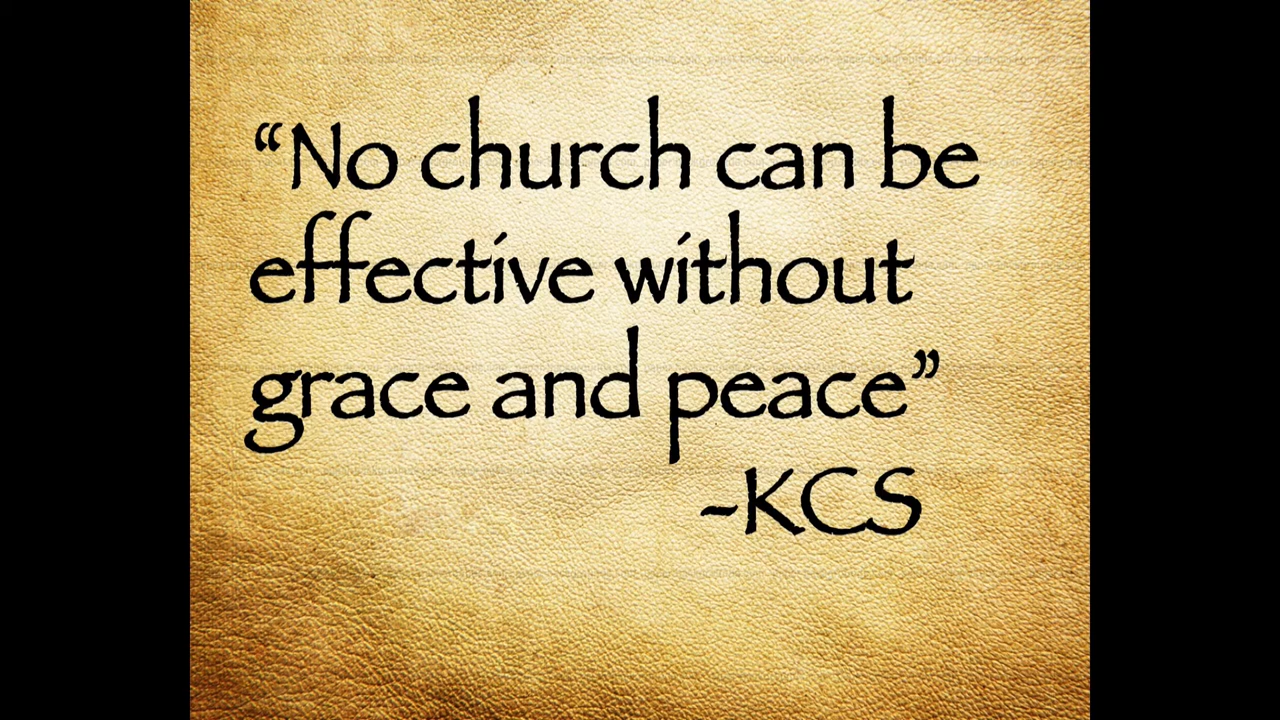 “No church can be
effective without
grace and peace”
-KCS